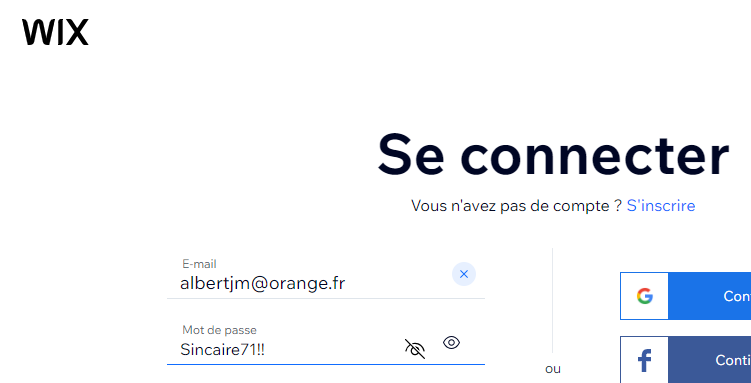 WIX
Se connecter
Vous n'avez pas de compte ? S'inscrire
E-mail
albertjm@orange.fr
Mot de passe
Sincaire71!!
ou
G
f